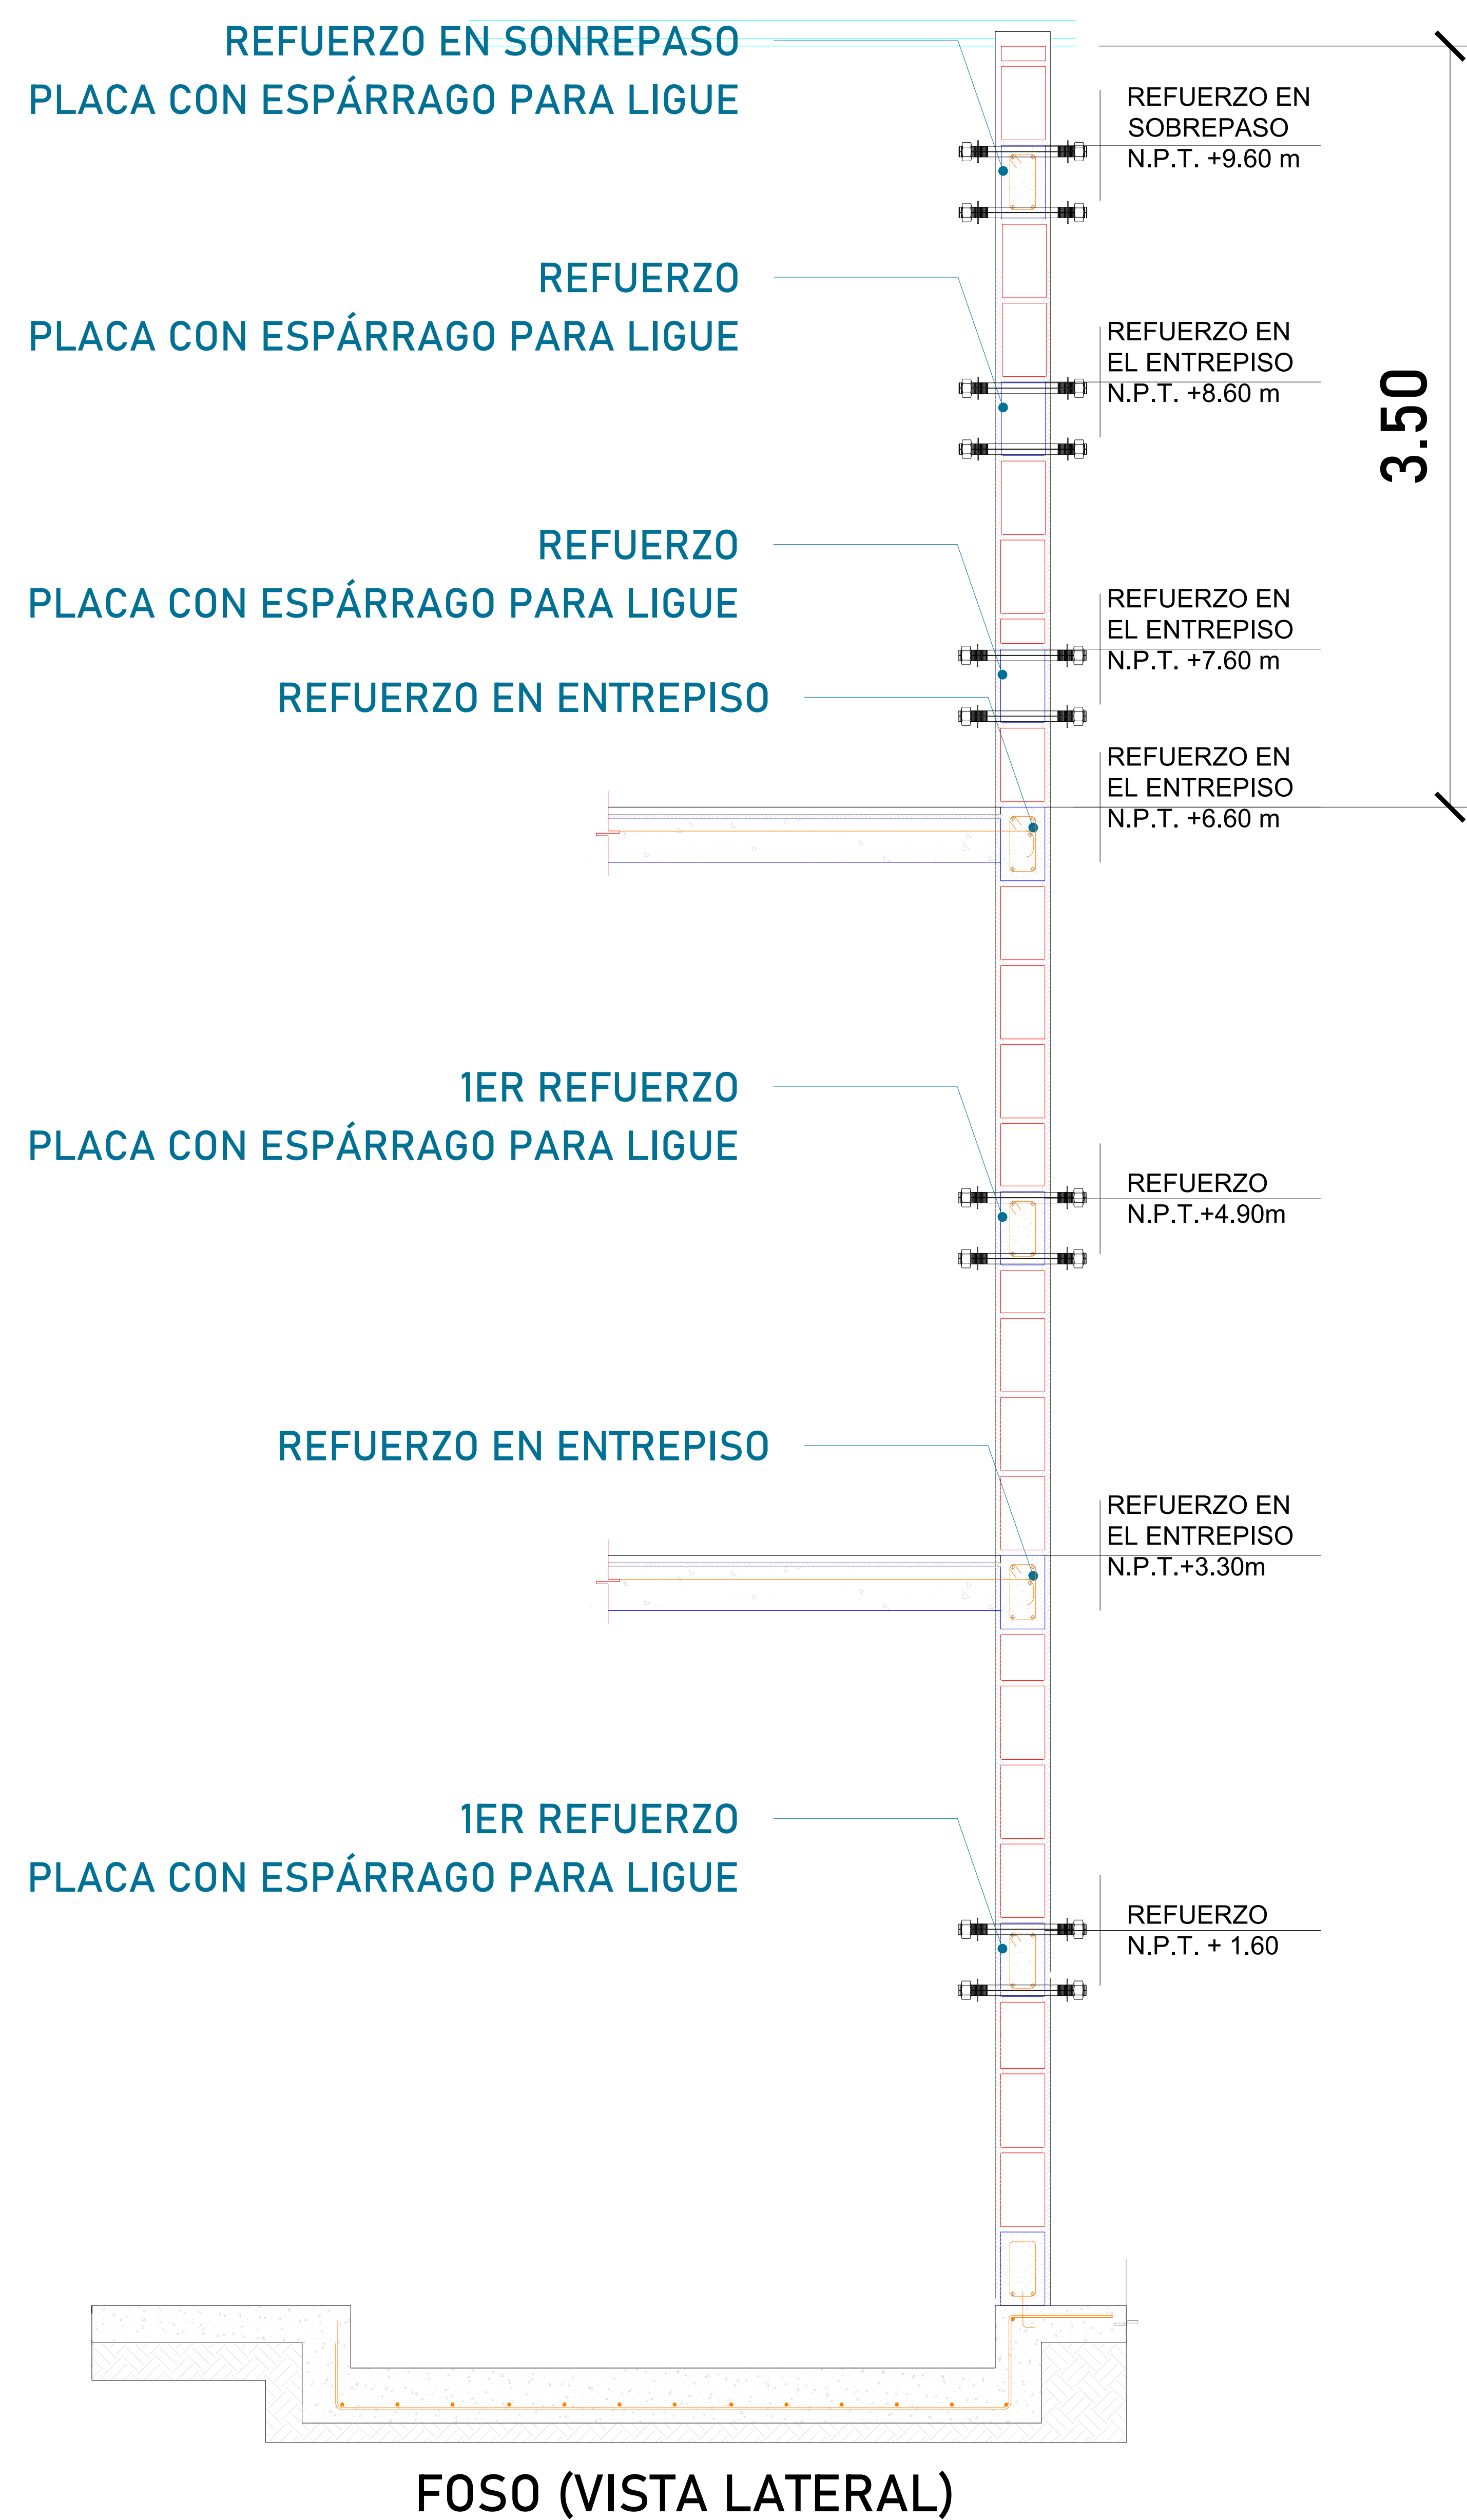 REFUERZO EN SONREPASO
PLACA CON ESPÁRRAGO PARA LIGUE
REFUERZO EN
SOBREPASO
N.P.T. +9.60 m
REFUERZO
PLACA CON ESPÁRRAGO PARA LIGUE
REFUERZO EN
EL ENTREPISO
N.P.T. +8.60 m
3.50
REFUERZO
PLACA CON ESPÁRRAGO PARA LIGUE
REFUERZO EN
EL ENTREPISO
N.P.T. +7.60 m
REFUERZO EN ENTREPISO
REFUERZO EN
EL ENTREPISO
N.P.T. +6.60 m
1ER REFUERZO
PLACA CON ESPÁRRAGO PARA LIGUE
REFUERZO
N.P.T.+4.90m
REFUERZO EN ENTREPISO
REFUERZO EN
EL ENTREPISO
N.P.T.+3.30m
1ER REFUERZO
PLACA CON ESPÁRRAGO PARA LIGUE
REFUERZO
N.P.T. + 1.60
FOSO (VISTA LATERAL)